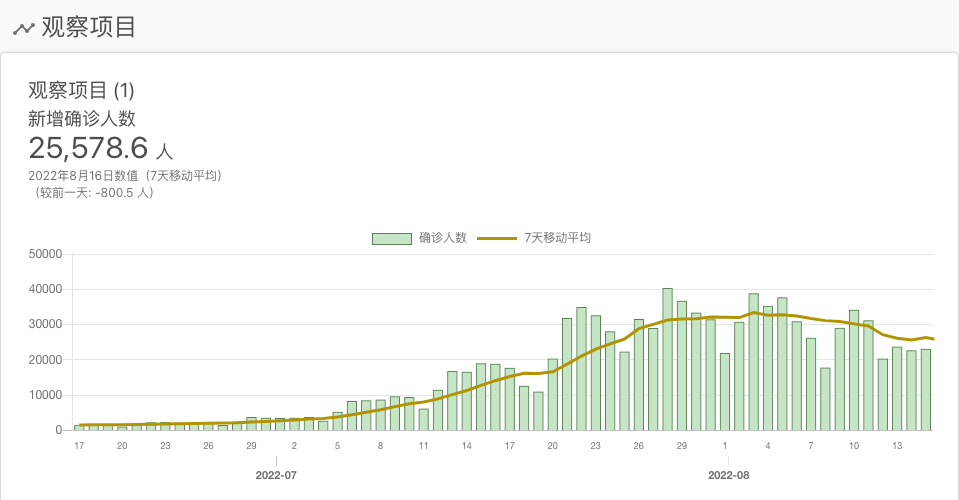 观察项目
观察项目 (1)
新增确诊人数
25,578.6 人
2022年8月16日数值（7天移动平均）
（较前一天: -800.5 人）
确诊人数 7天移动平均
50000
40000
30000
20000
10000
0
17 20 23 26 29 2 5 8 11 14 17 20 23 26 29 1 4 7 10 13
2022-07 2022-08